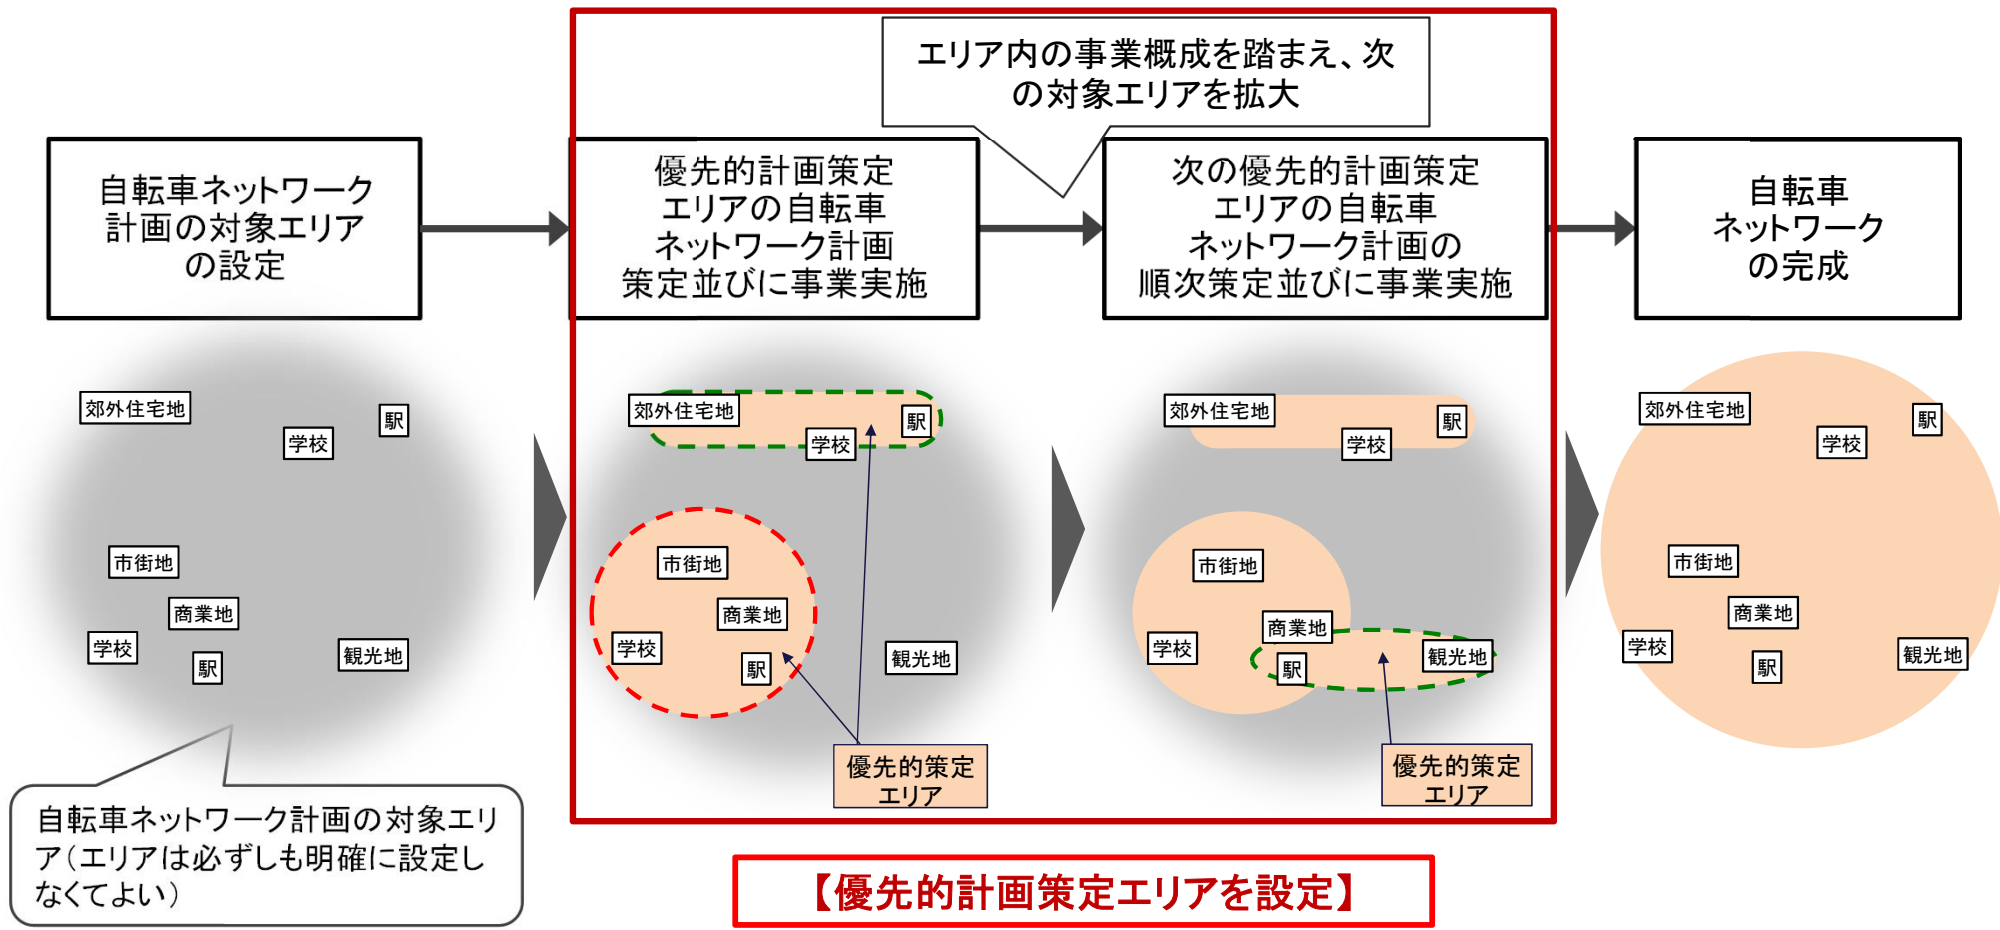 エリア内の事業概成を踏まえ、次
の対象エリアを拡大
自転車ネットワーク
計画の対象エリア
の設定
優先的計画策定
エリアの自転車
ネットワーク計画
策定並びに事業実施
次の優先的計画策定
エリアの自転車
ネットワーク計画の
順次策定並びに事業実施
自転車
ネットワーク
の完成
郊外住宅地
駅
学校
市街地
商業地
学校
駅
観光地
郊外住宅地
駅
学校
市街地
商業地
学校
駅
観光地
優先的策定
エリア
郊外住宅地
駅
学校
市街地
商業地
学校
駅
観光地
優先的策定
エリア
郊外住宅地
駅
学校
市街地
商業地
学校
駅
観光地
自転車ネットワーク計画の対象エリ
ア(エリアは必ずしも明確に設定し
なくてよい)
【優先的計画策定エリアを設定】